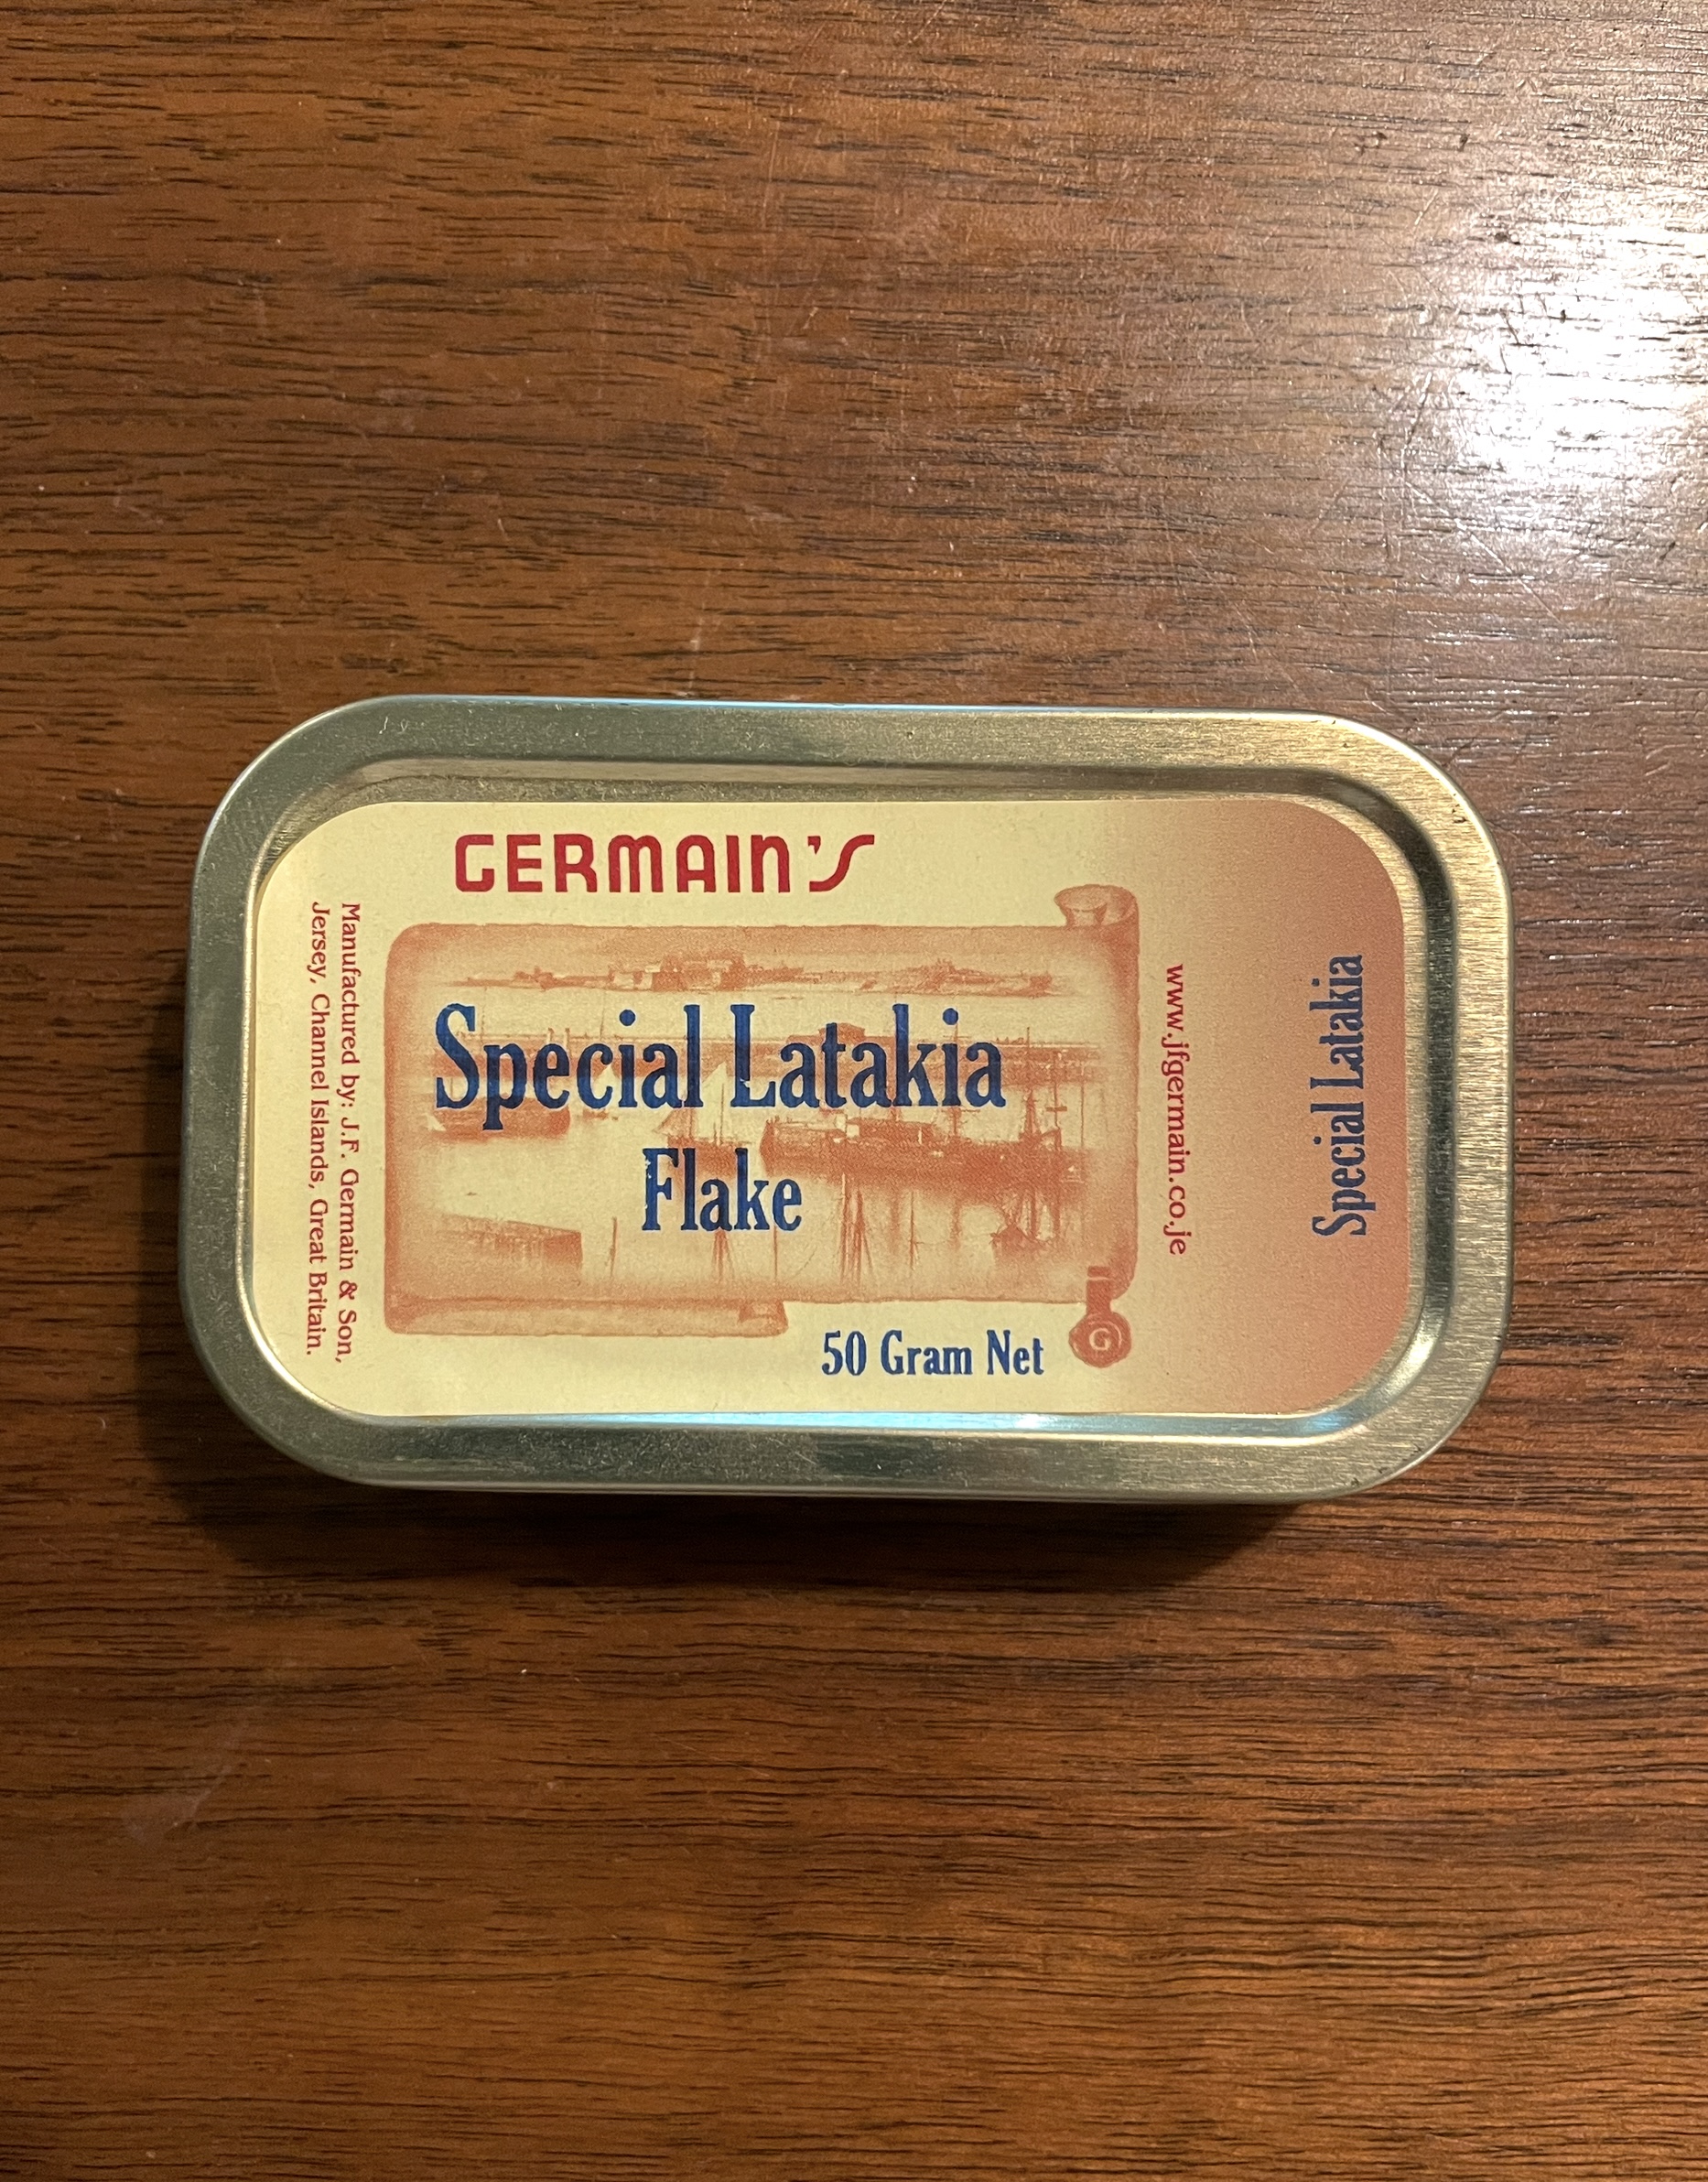 GERMAIN'S
Manufactured by: J.F. Germain & Son,
Jersey, Channel Islands, Great Britain.
Special Latakia
Flake
50 Gram Net
G
www.jfgermain.co.je
Special Latakia